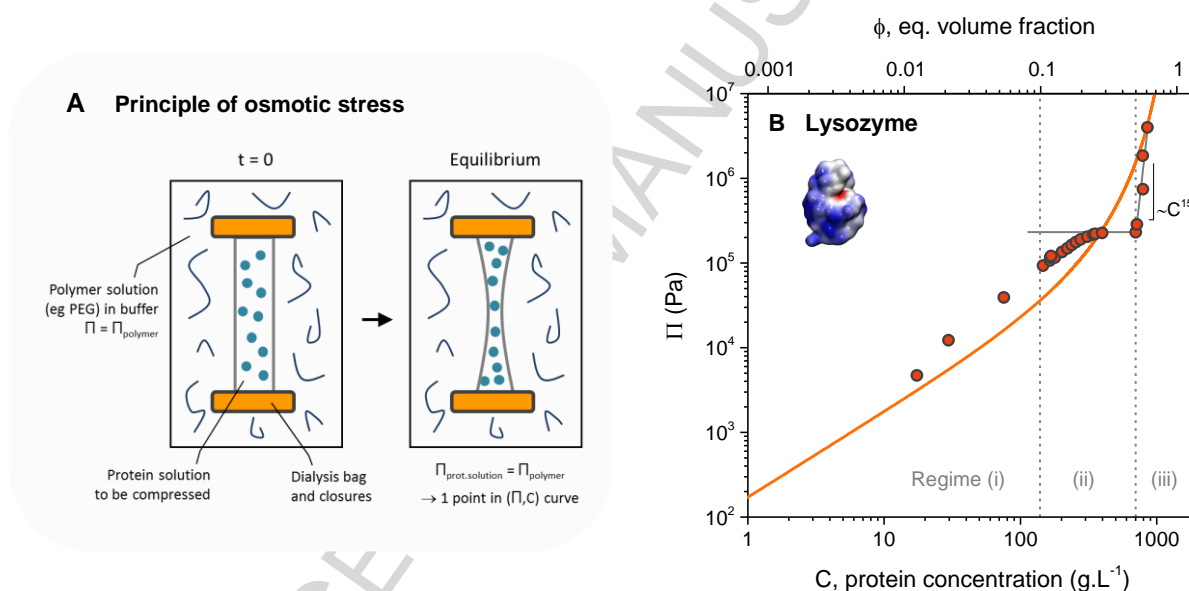 A Principle of osmotic stress
t = 0
Equilibrium
Polymer solution
(eg PEG) in buffer
Π = Πpolymer
Protein solution
to be compressed
Dialysis bag
and closures
Πprot.solution = Πpolymer
→ 1 point in (Π,C) curve
ϕ, eq. volume fraction
0.001 0.01 0.1 1
B Lysozyme
10⁷
10⁶
10⁵
10⁴
10³
10²
Π (Pa)
~C¹⁵
Regime (i) (ii) (iii)
1 10 100 1000
C, protein concentration (g.L⁻¹)